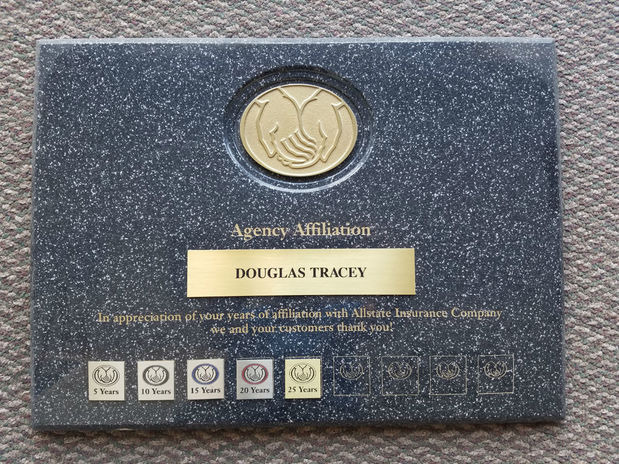 Agency Affiliation
DOUGLAS TRACEY
In appreciation of your years of affiliation with Allstate Insurance Company
we and your customers thank you!
5 Years 10 Years 15 Years 20 Years 25 Years